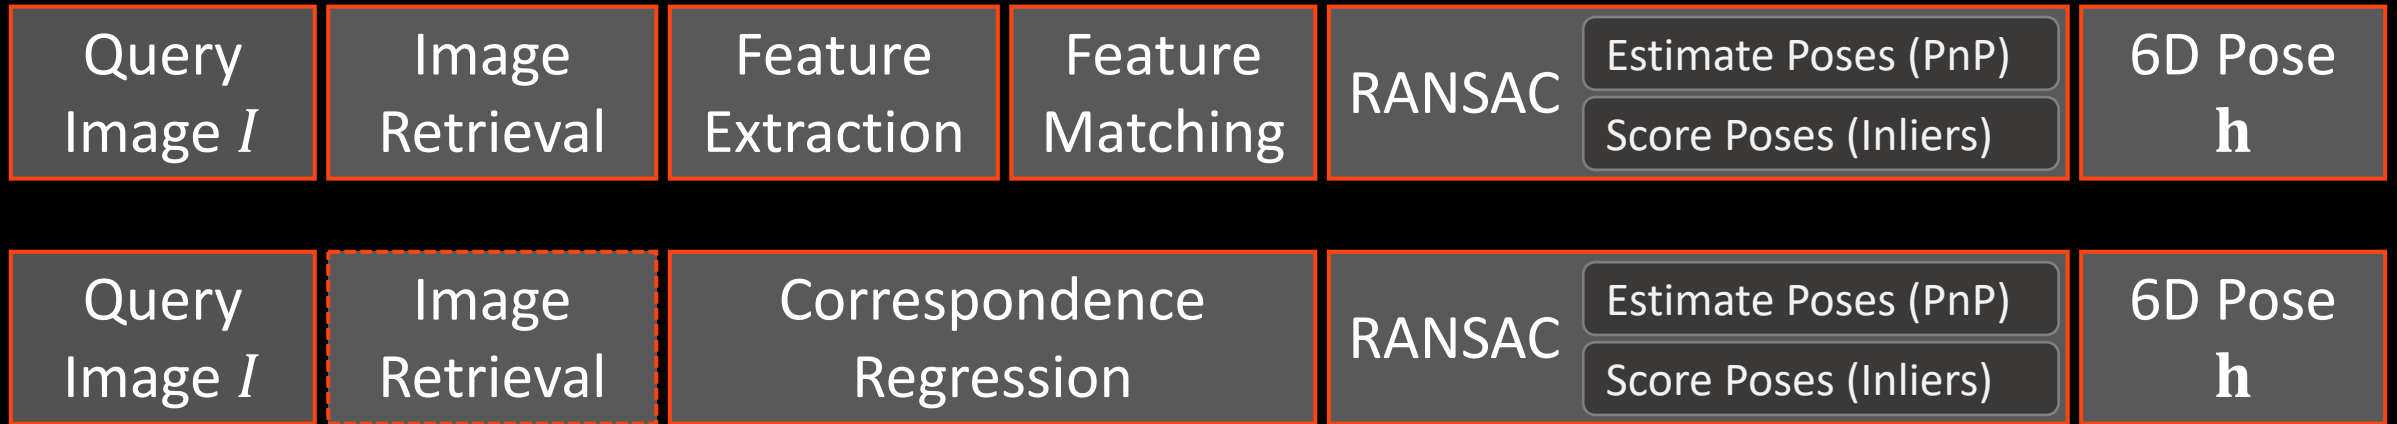 Query
Image I
Image
Retrieval
Feature
Extraction
Feature
Matching
RANSAC
Estimate Poses (PnP)
Score Poses (Inliers)
6D Pose
h
Query
Image I
Image
Retrieval
Correspondence
Regression
RANSAC
Estimate Poses (PnP)
Score Poses (Inliers)
6D Pose
h